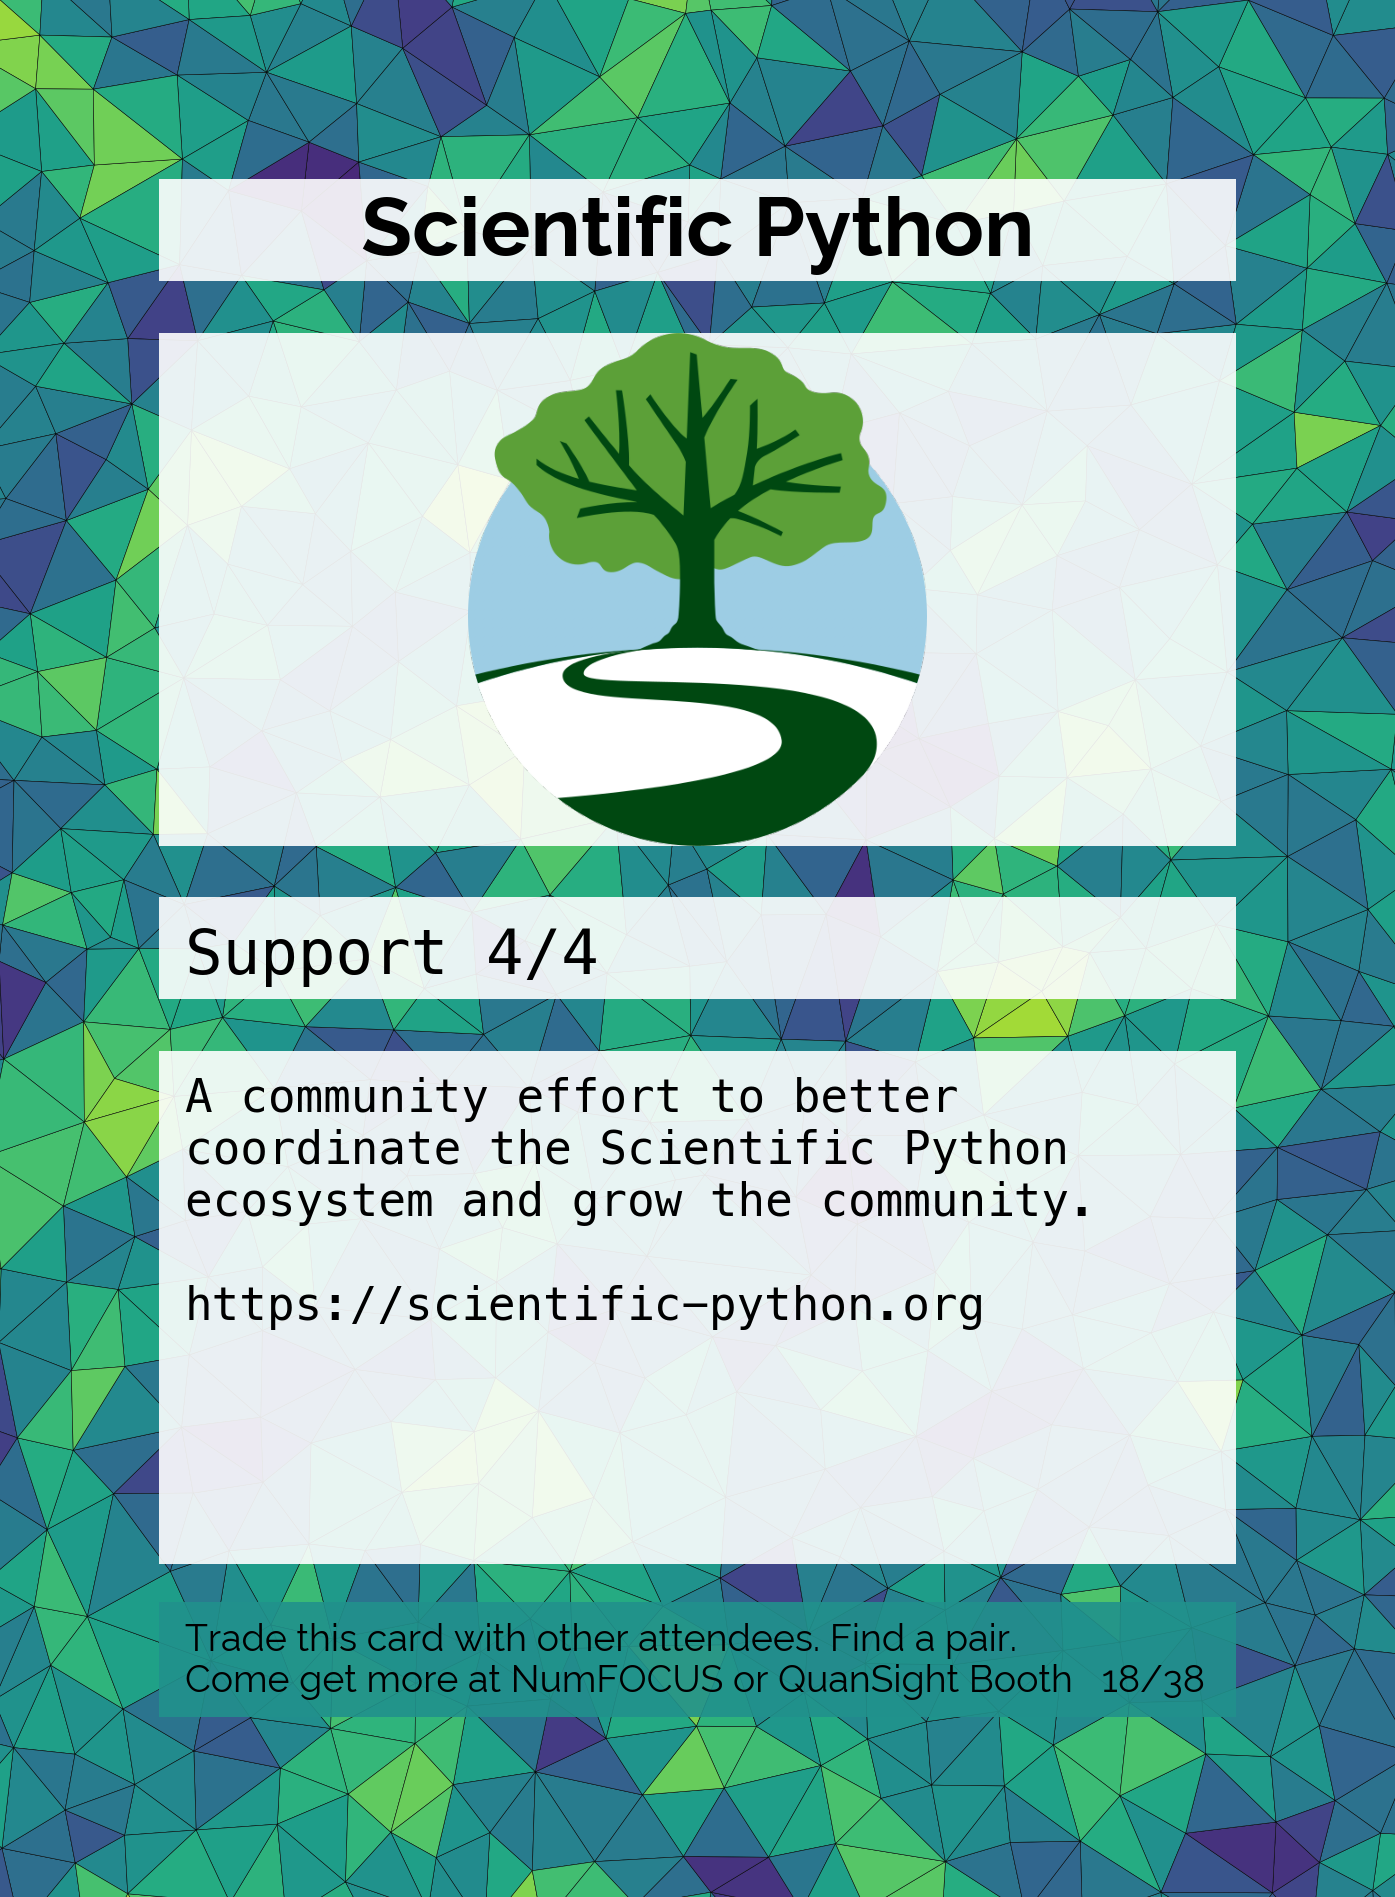 Scientific Python
Support 4/4
A community effort to better
coordinate the Scientific Python
ecosystem and grow the community.
https://scientific-python.org
Trade this card with other attendees. Find a pair.
Come get more at NumFOCUS or QuanSight Booth 18/38